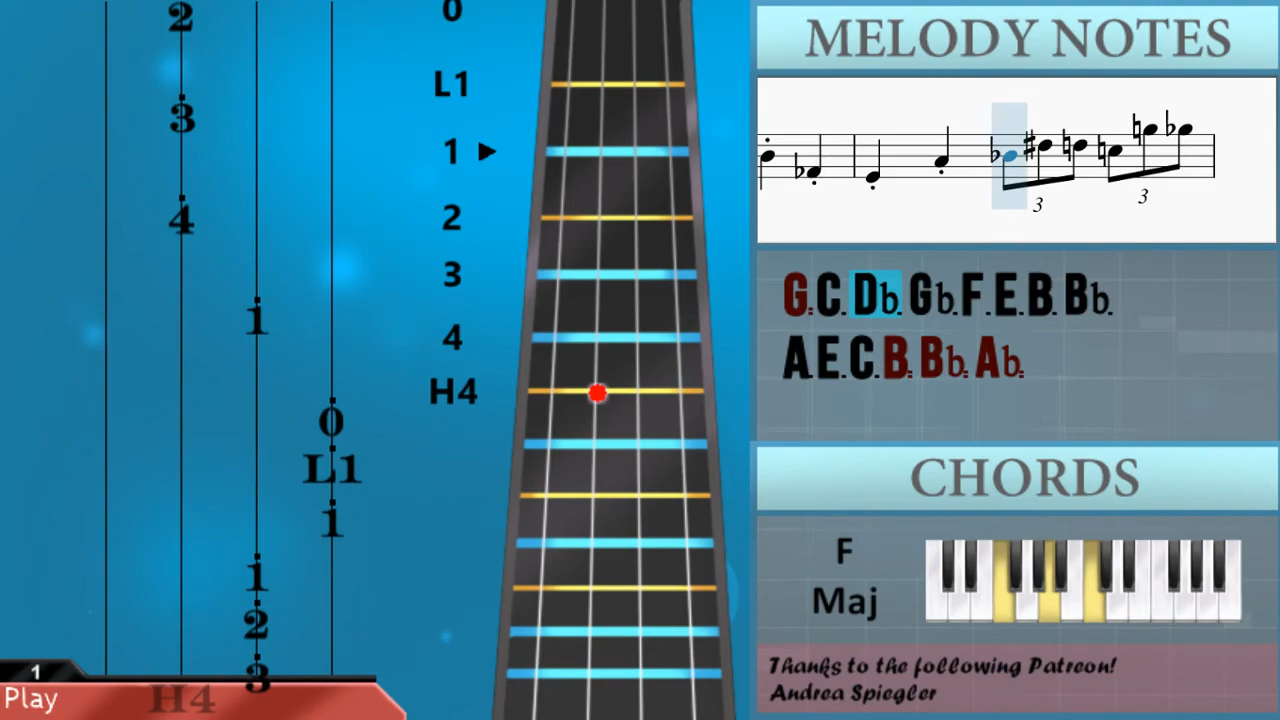 2
3
4
1
0
L1
1
1
2
3
H4
1
Play
0
L1
1
2
3
4
H4
MELODY NOTES
3
3
G. C. Db. Gb. F. E. B. Bb.
A. E. C. B. Bb. Ab.
CHORDS
F
Maj
Thanks to the following Patreon!
Andrea Spiegler